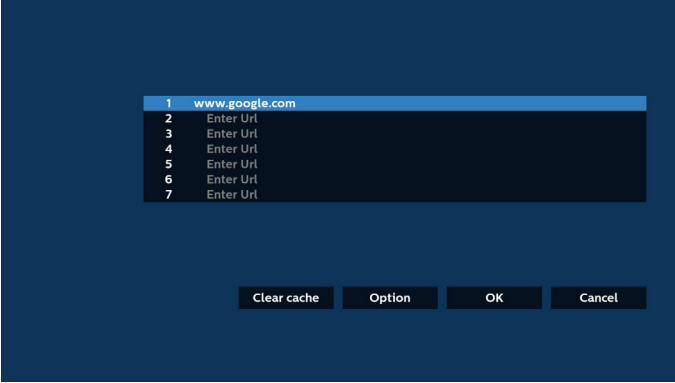 1 www.google.com
2 Enter Url
3 Enter Url
4 Enter Url
5 Enter Url
6 Enter Url
7 Enter Url
Clear cache Option OK Cancel